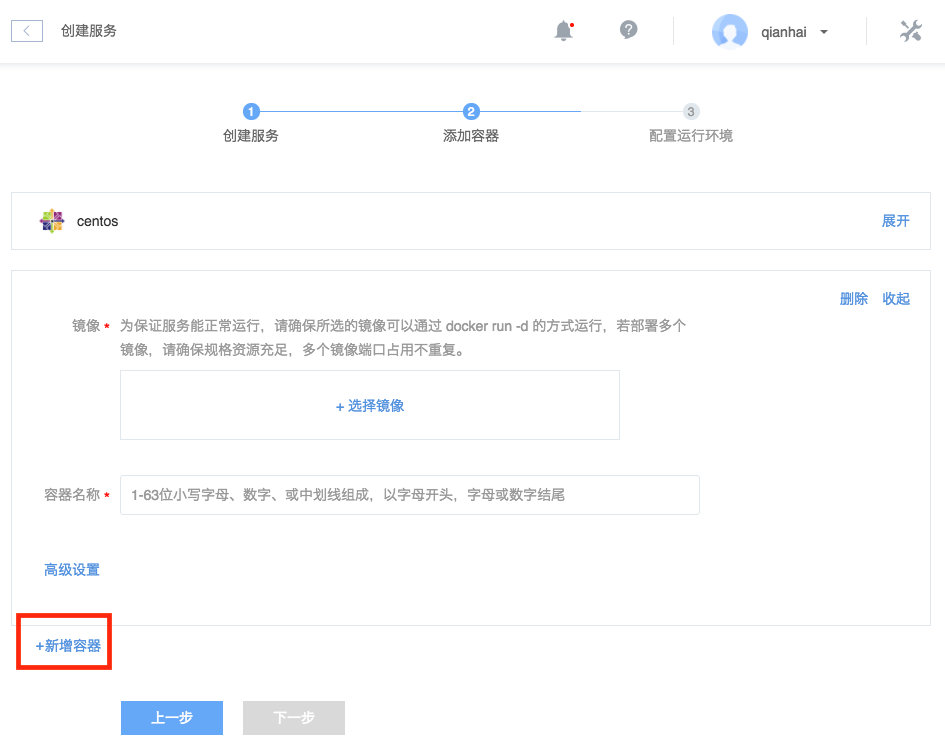 创建服务
qianhai
1
2
3
创建服务
添加容器
配置运行环境
centos
展开
删除 收起
镜像 * 为保证服务能正常运行，请确保所选的镜像可以通过 docker run -d 的方式运行，若部署多个
镜像，请确保规格资源充足，多个镜像端口占用不重复。
+ 选择镜像
容器名称 * 1-63位小写字母、数字、或中划线组成，以字母开头，字母或数字结尾
高级设置
+新增容器
上一步
下一步